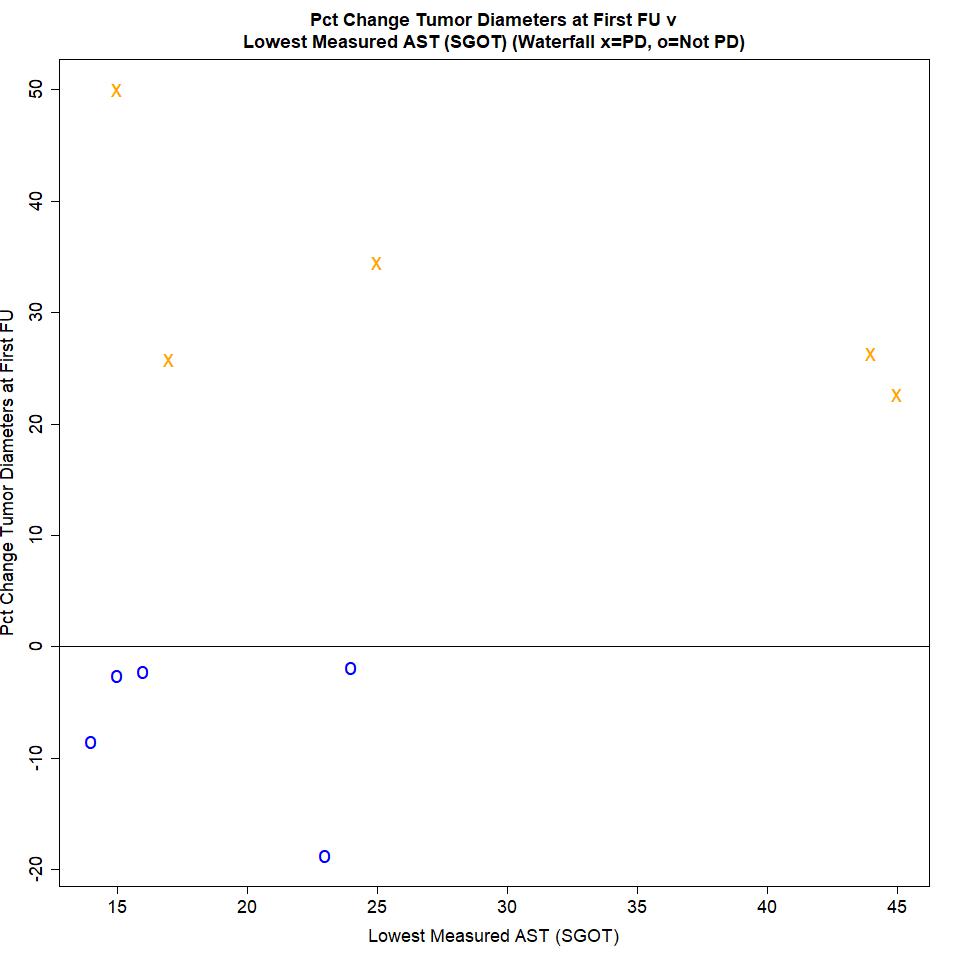 Pct Change Tumor Diameters at First FU v
Lowest Measured AST (SGOT) (Waterfall x=PD, o=Not PD)
Pct Change Tumor Diameters at First FU
50
40
30
20
10
0
-10
-20
X
X
X
X
X
O
O
O
O
O
15
20
25
30
35
40
45
Lowest Measured AST (SGOT)